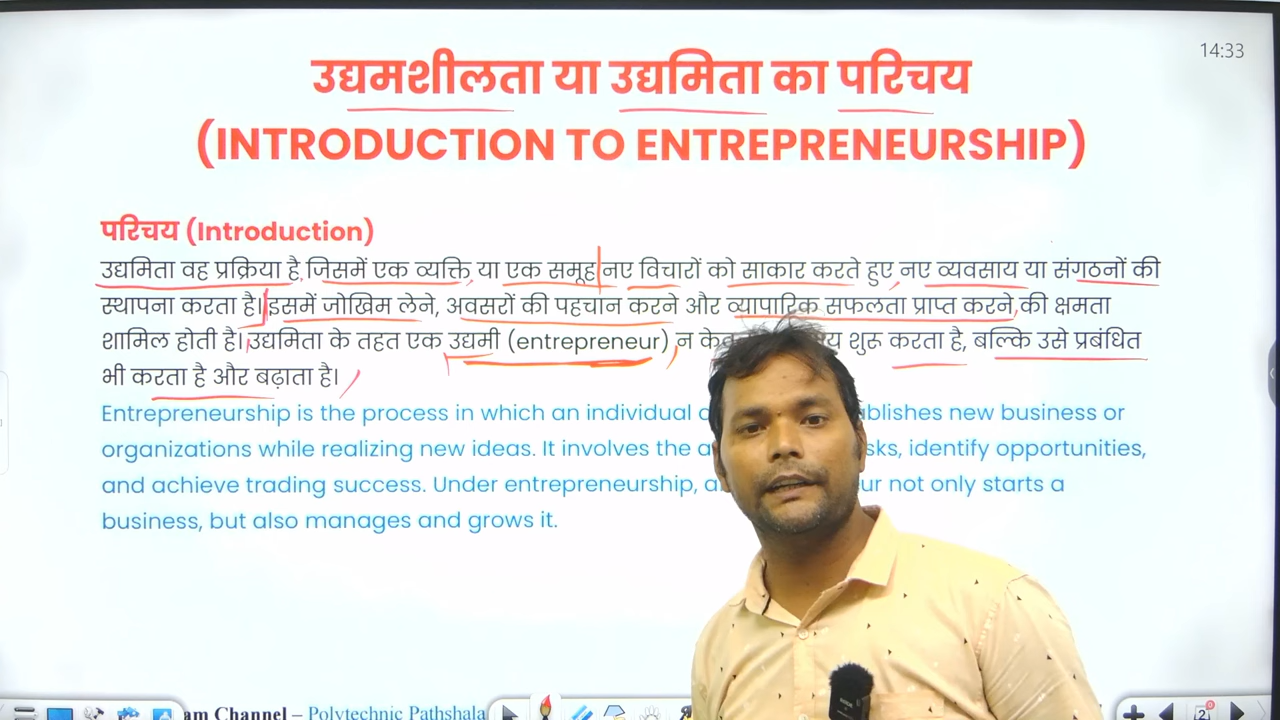 14:33
उद्यमशीलता या उद्यमिता का परिचय
(INTRODUCTION TO ENTREPRENEURSHIP)
परिचय (Introduction)
उद्यमिता वह प्रक्रिया है जिसमें एक व्यक्ति या एक समूह नए विचारों को साकार करते हुए नए व्यवसाय या संगठनों की
स्थापना करता है। इसमें जोखिम लेने, अवसरों की पहचान करने और व्यापारिक सफलता प्राप्त करने की क्षमता
शामिल होती है। उद्यमिता के तहत एक उद्यमी (entrepreneur) न शुरू करता है, बल्कि उसे प्रबंधित
भी करता है और बढ़ाता है।
Entrepreneurship is the process in which an individual new business or
organizations while realizing new ideas. It involves the identify opportunities,
and achieve trading success. Under entrepreneurship, not only starts a
business, but also manages and grows it.
am Channel – Polytechnic Pathshala
2